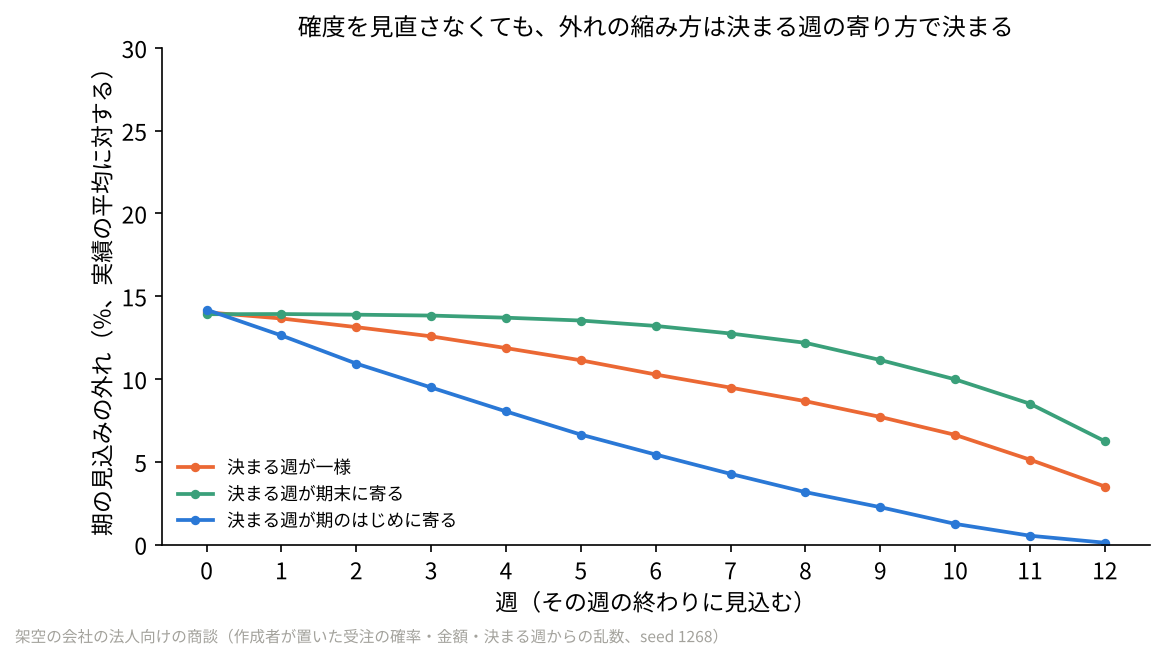 確度を見直さなくても、外れの縮み方は決まる週の寄り方で決まる
期の見込みの外れ（%、実績の平均に対する）
30
25
20
15
10
5
0
決まる週が一様
決まる週が期末に寄る
決まる週が期のはじめに寄る
0 1 2 3 4 5 6 7 8 9 10 11 12
週（その週の終わりに見込む）
架空の会社の法人向けの商談（作成者が置いた受注の確率・金額・決まる週からの乱数、seed 1268）